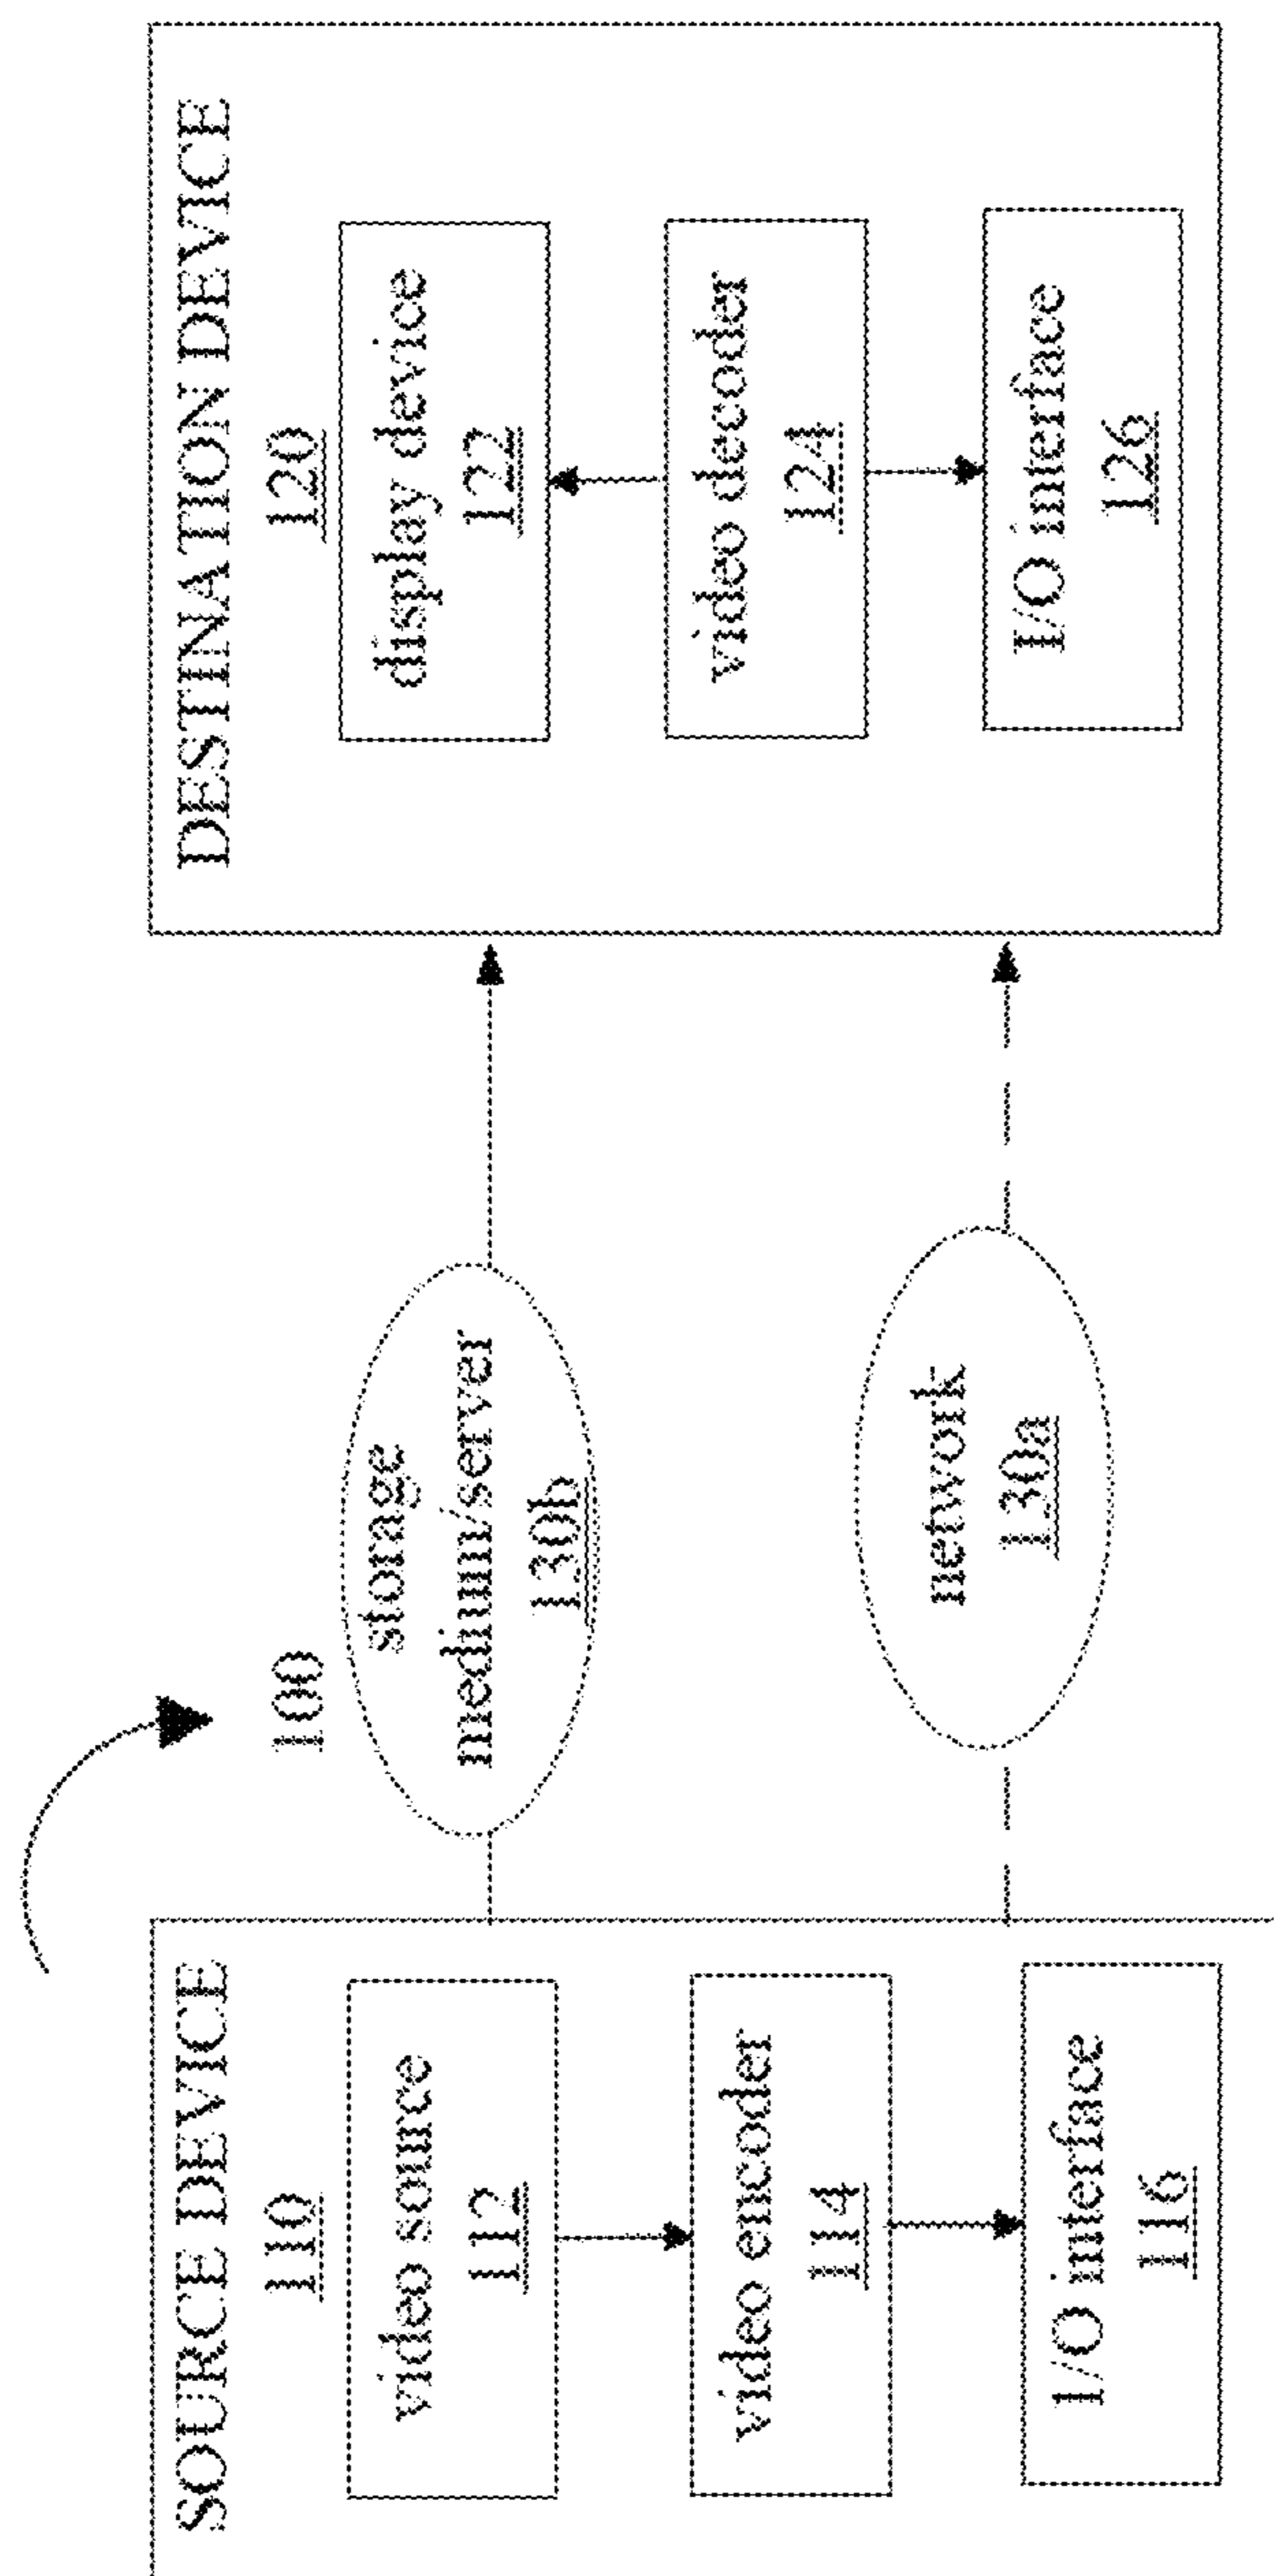 100
SOURCE DEVICE
110
video source
112
video encoder
114
I/O interface
116
storage
medium/server
130b
network
130a
DESTINATION DEVICE
120
display device
122
video decoder
124
I/O interface
126